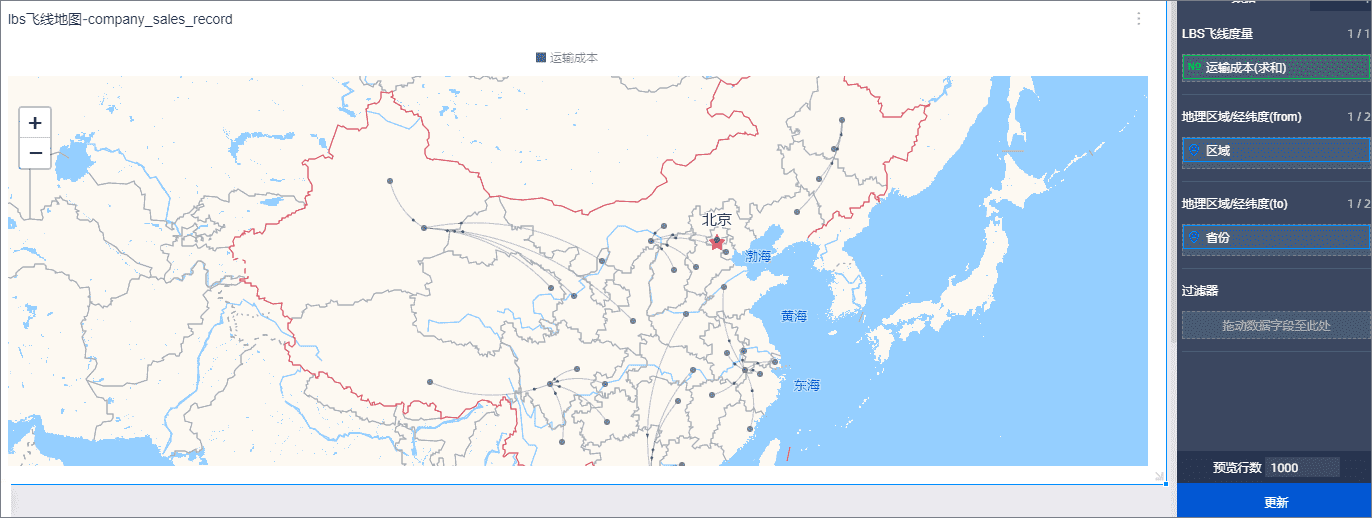 lbs飞线地图-company_sales_record
运输成本
+
−
北京
渤海
黄海
东海
LBS飞线度量 1 / 1
Nº 运输成本(求和)
地理区域/经纬度(from) 1 / 2
区域
地理区域/经纬度(to) 1 / 2
省份
过滤器
拖动数据字段至此处
预览行数 1000
更新